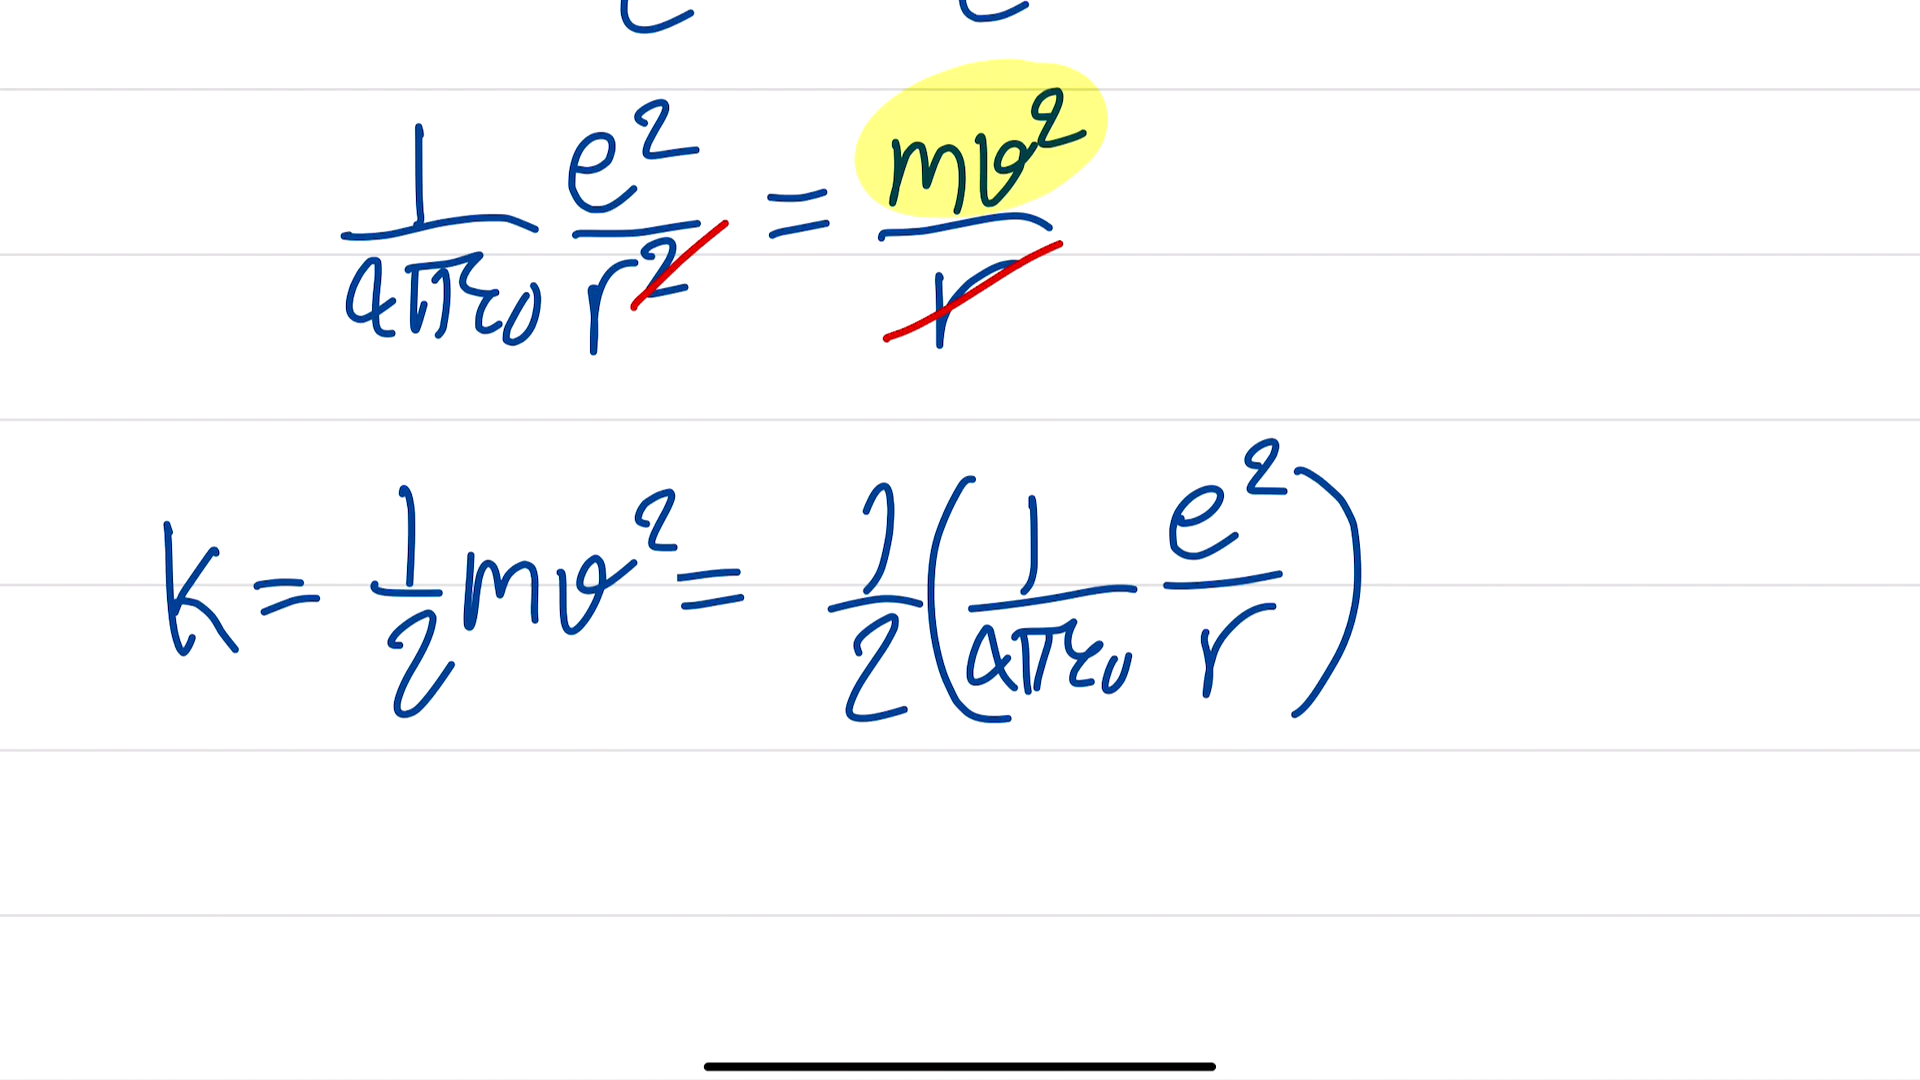 1/4πε₀ e²/r² = mv²/r
K = 1/2 mv² = 1/2 (1/4πε₀ e²/r)